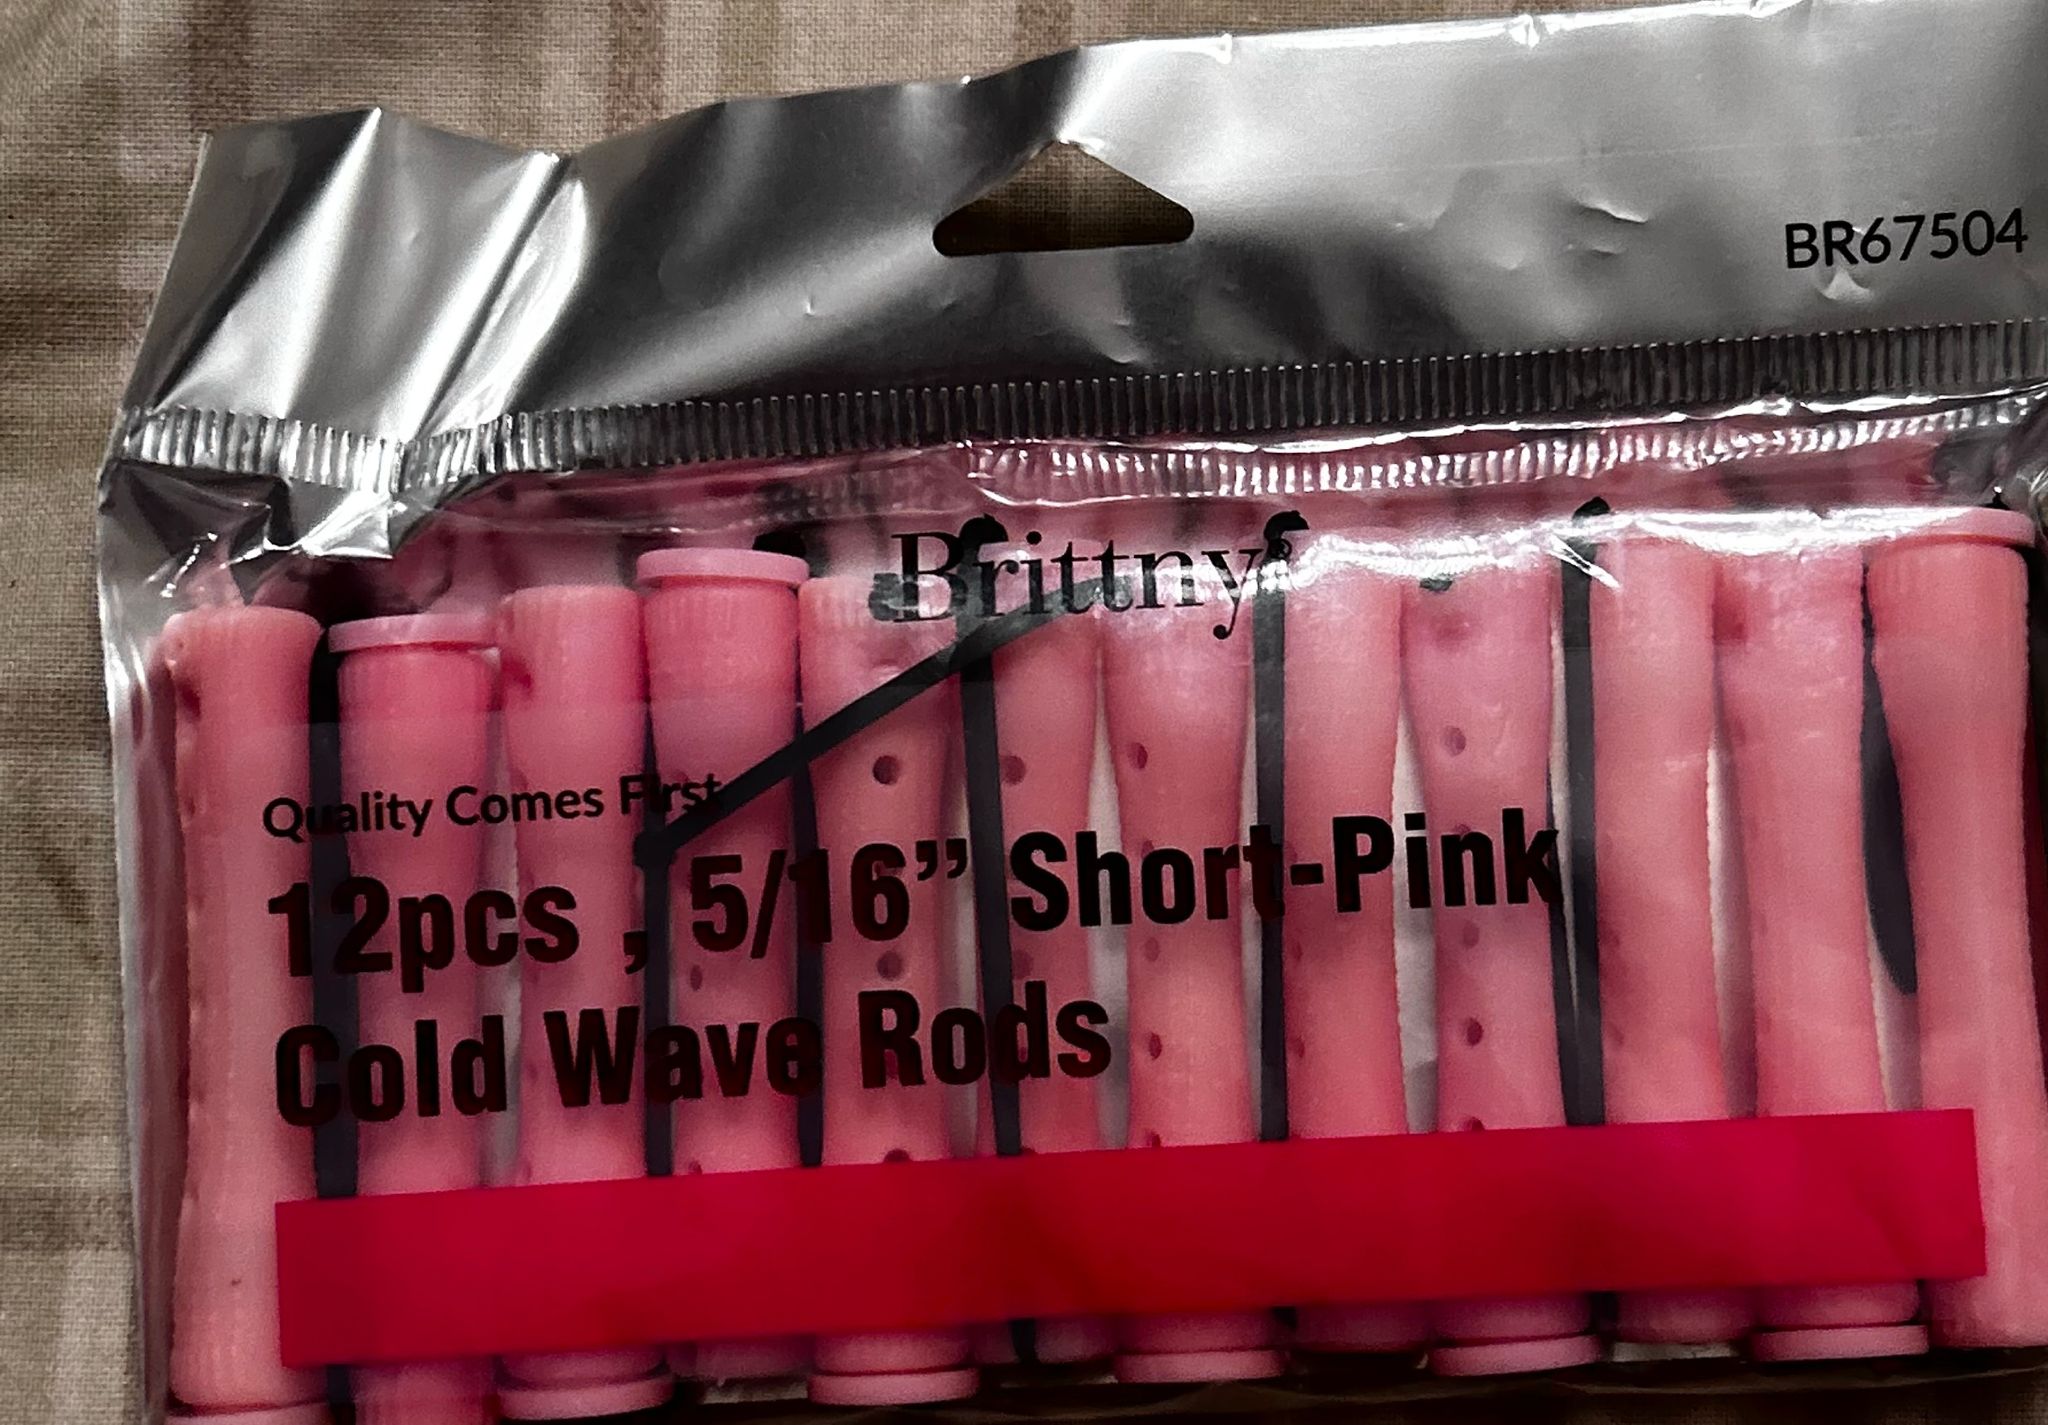 BR67504
Brittny®
Quality Comes First
12pcs , 5/16” Short-Pink
Cold Wave Rods